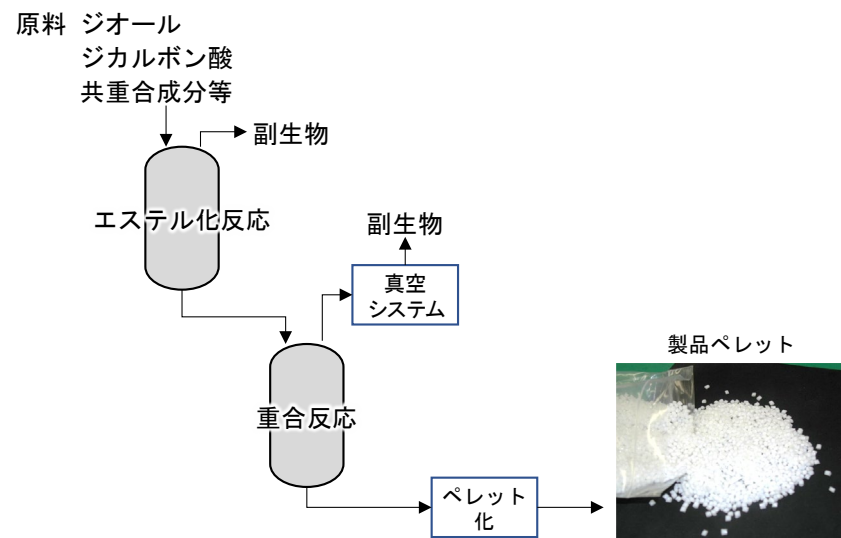 原料 ジオール
ジカルボン酸
共重合成分等
副生物
エステル化反応
副生物
真空
システム
製品ペレット
重合反応
ペレット
化